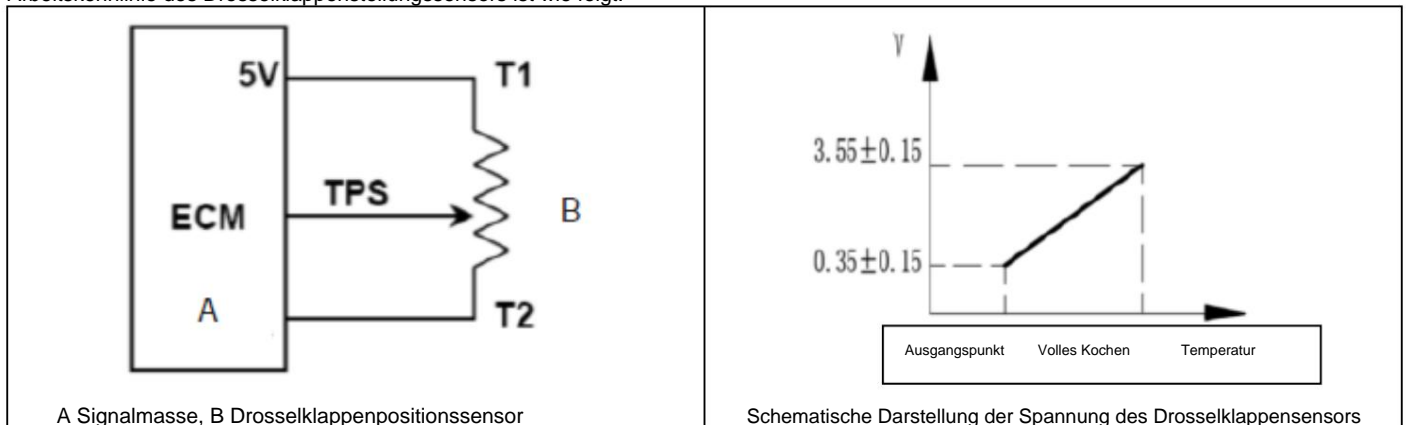 5V
T1
TPS
ECM
B
A
T2
A Signalmasse, B Drosselklappenpositionssensor
V
3.55±0.15
0.35±0.15
Ausgangspunkt Volles Kochen Temperatur
Schematische Darstellung der Spannung des Drosselklappensensors